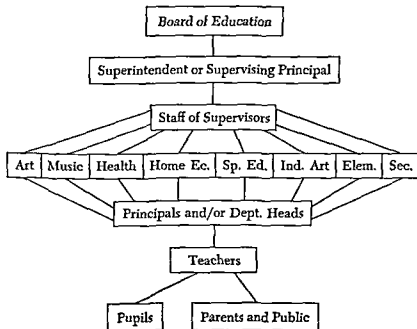 Board of Education
Superintendent or Supervising Principal
Staff of Supervisors
Art Music Health Home Ec. Sp. Ed. Ind. Art Elem. Sec.
Principals and/or Dept. Heads
Teachers
Pupils Parents and Public